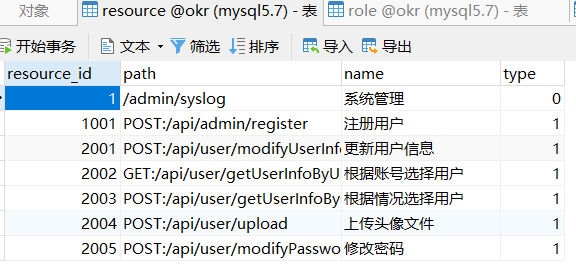 对象 resource @okr (mysql5.7) - 表 role @okr (mysql5.7) - 表
开始事务 文本 筛选 排序 导入 导出
resource_id path name type
1 /admin/syslog 系统管理 0
1001 POST:/api/admin/register 注册用户 1
2001 POST:/api/user/modifyUserInf 更新用户信息 1
2002 GET:/api/user/getUserInfoByU 根据账号选择用户 1
2003 POST:/api/user/getUserInfoB 根据情况选择用户 1
2004 POST:/api/user/upload 上传头像文件 1
2005 POST:/api/user/modifyPasswo 修改密码 1